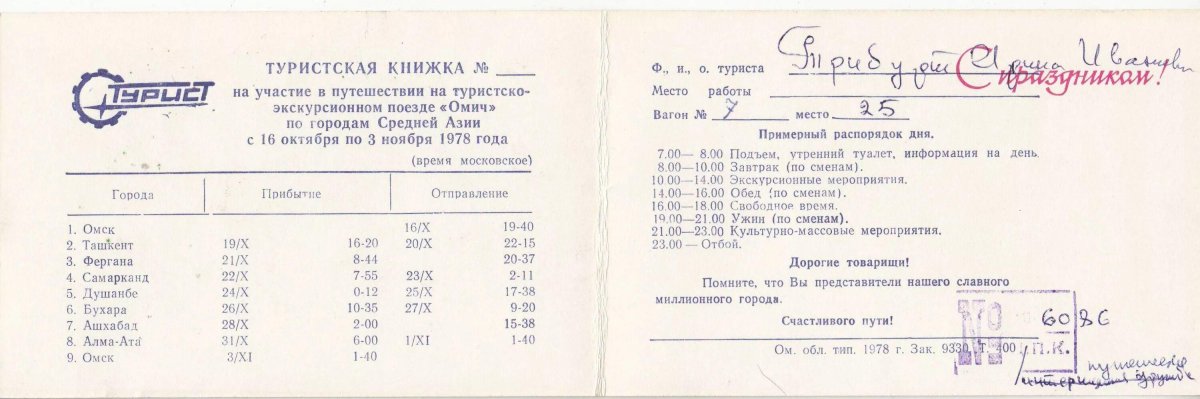 ТУРИСТ
ТУРИСТСКАЯ КНИЖКА №
на участие в путешествии на туристско-
экскурсионном поезде «Омич»
по городам Средней Азии
с 16 октября по 3 ноября 1978 года
(время московское)
Города Прибытие Отправление
1. Омск 16/X 19-40
2. Ташкент 19/X 16-20 20/X 22-15
3. Фергана 21/X 8-44 20-37
4. Самарканд 22/X 7-55 23/X 2-11
5. Душанбе 24/X 0-12 25/X 17-38
6. Бухара 26/X 10-35 27/X 9-20
7. Ашхабад 28/X 2-00 15-38
8. Алма-Ата 31/X 6-00 1/XI 1-40
9. Омск 3/XI 1-40
Ф., и., о. туриста Ирина
С праздником!
Место работы
Вагон № 7 место 25
Примерный распорядок дня.
7.00— 8.00 Подъем, утренний туалет, информация на день.
8.00—10.00 Завтрак (по сменам).
10.00—14.00 Экскурсионные мероприятия.
14.00—16.00 Обед (по сменам).
16.00—18.00 Свободное время.
19.00—21.00 Ужин (по сменам).
21.00—23.00 Культурно-массовые мероприятия.
23.00 — Отбой.
Дорогие товарищи!
Помните, что Вы представители нашего славного
миллионного города.
Счастливого пути!
№ 6086
Ом. обл. тип. 1978 г. Зак. 9330. Т. 400
П.К.
путешествие